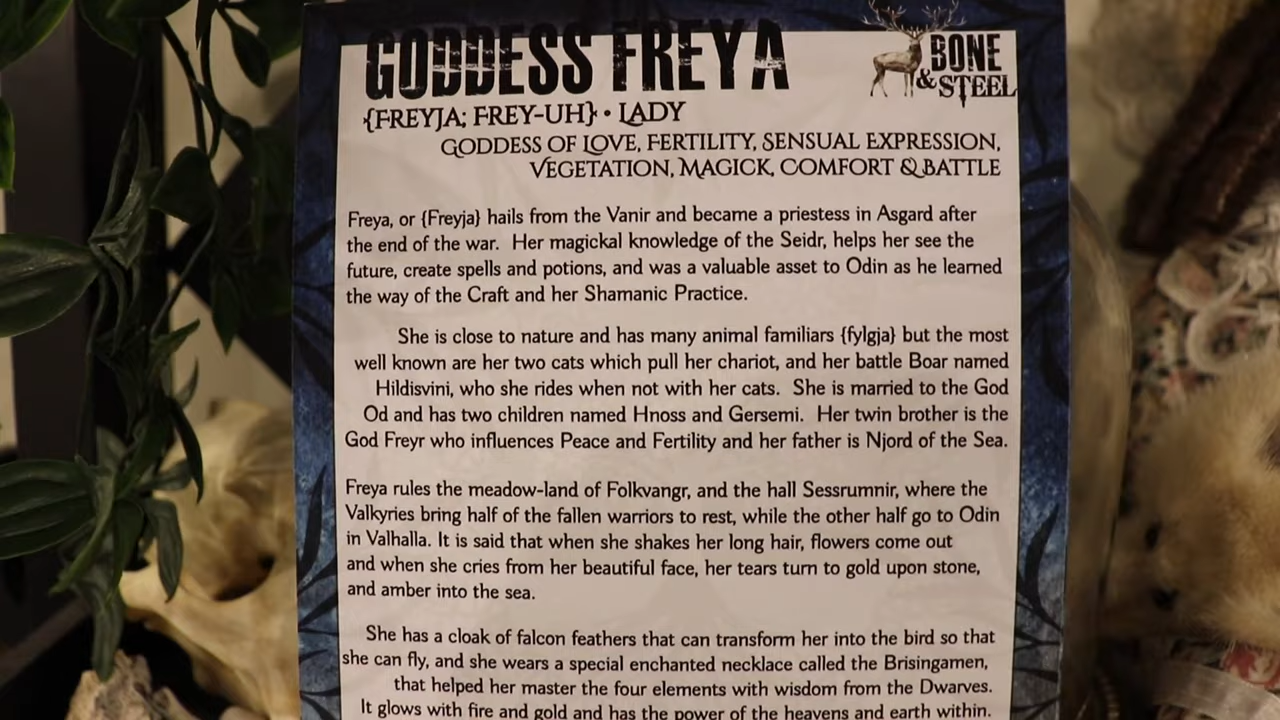 GODDESS FREYA
BONE
& STEEL
{FREYJA; FREY-UH} • LADY
GODDESS OF LOVE, FERTILITY, SENSUAL EXPRESSION,
VEGETATION, MAGICK, COMFORT & BATTLE
Freya, or {Freyja} hails from the Vanir and became a priestess in Asgard after
the end of the war. Her magickal knowledge of the Seidr, helps her see the
future, create spells and potions, and was a valuable asset to Odin as he learned
the way of the Craft and her Shamanic Practice.
She is close to nature and has many animal familiars {fylgja} but the most
well known are her two cats which pull her chariot, and her battle Boar named
Hildisvini, who she rides when not with her cats. She is married to the God
Od and has two children named Hnoss and Gersemi. Her twin brother is the
God Freyr who influences Peace and Fertility and her father is Njord of the Sea.
Freya rules the meadow-land of Folkvangr, and the hall Sessrumnir, where the
Valkyries bring half of the fallen warriors to rest, while the other half go to Odin
in Valhalla. It is said that when she shakes her long hair, flowers come out
and when she cries from her beautiful face, her tears turn to gold upon stone,
and amber into the sea.
She has a cloak of falcon feathers that can transform her into the bird so that
she can fly, and she wears a special enchanted necklace called the Brisingamen,
that helped her master the four elements with wisdom from the Dwarves.
It glows with fire and gold and has the power of the heavens and earth within.